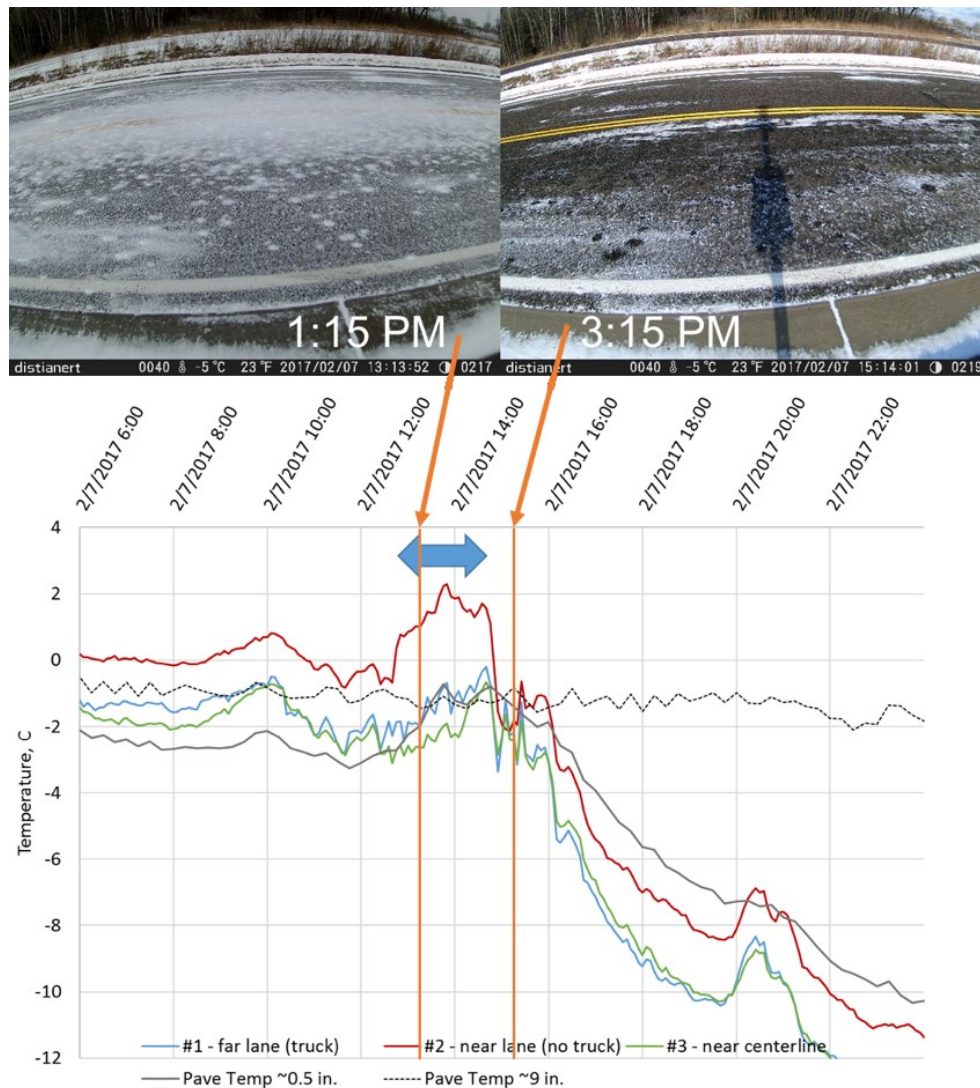 1:15 PM
3:15 PM
distianert 0040 -5°C 23°F 2017/02/07 13:13:52 0217
distianert 0040 -5°C 23°F 2017/02/07 15:14:01 0219
2/7/2017 6:00
2/7/2017 8:00
2/7/2017 10:00
2/7/2017 12:00
2/7/2017 14:00
2/7/2017 16:00
2/7/2017 18:00
2/7/2017 20:00
2/7/2017 22:00
Temperature, C
4
2
0
-2
-4
-6
-8
-10
-12
#1 - far lane (truck)
#2 - near lane (no truck)
#3 - near centerline
Pave Temp ~0.5 in.
Pave Temp ~9 in.